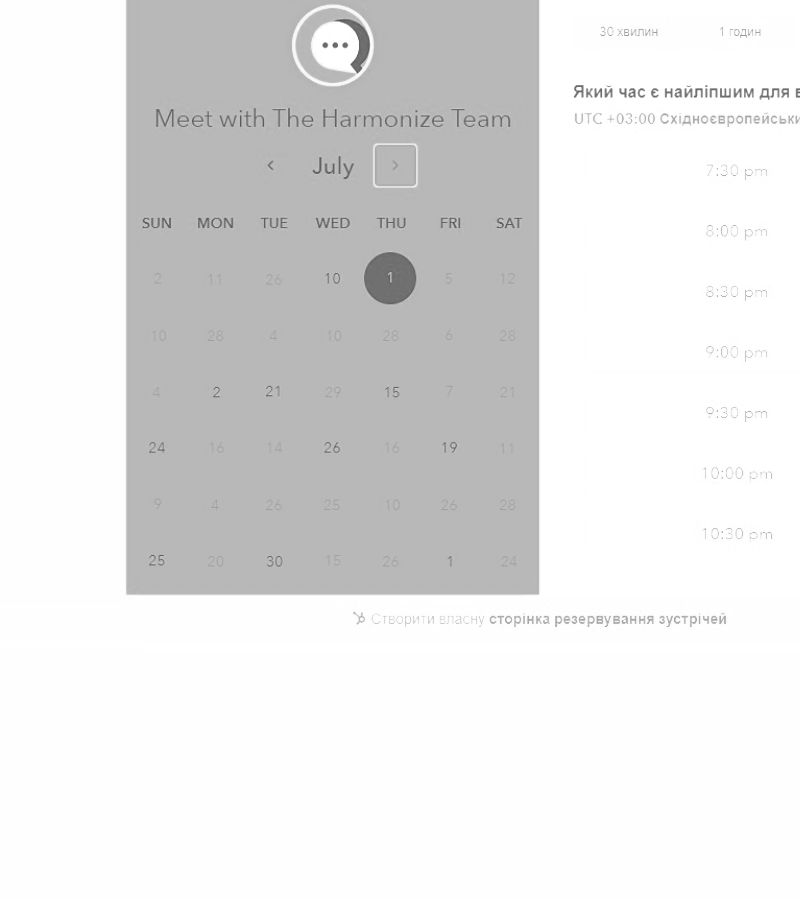 Meet with The Harmonize Team
July
SUN MON TUE WED THU FRI SAT
2 11 26 10 1 5 12
10 28 4 10 28 6 28
4 2 21 29 15 7 21
24 16 14 26 16 19 11
9 4 26 25 10 26 28
25 20 30 15 26 1 24
30 хвилин 1 годин
Який час є найліпшим для в
UTC +03:00 Східноєвропейськи
7:30 pm
8:00 pm
8:30 pm
9:00 pm
9:30 pm
10:00 pm
10:30 pm
Створити власну сторінка резервування зустрічей